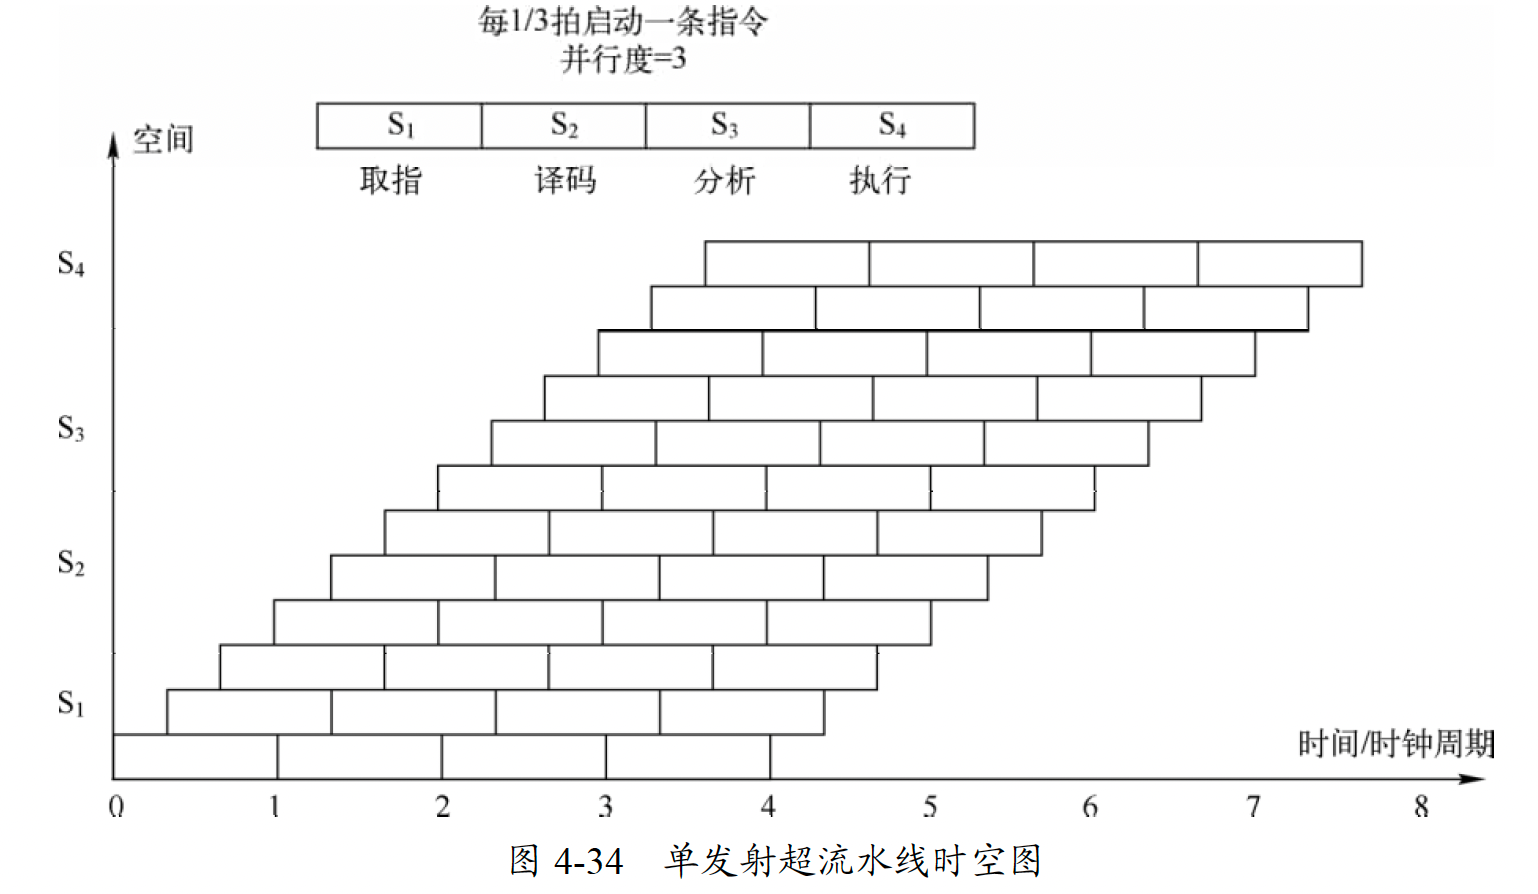 每1/3拍启动一条指令
并行度=3
S₁ S₂ S₃ S₄
空间
取指 译码 分析 执行
S₄
S₃
S₂
S₁
时间/时钟周期
0 1 2 3 4 5 6 7 8
图 4-34 单发射超流水线时空图